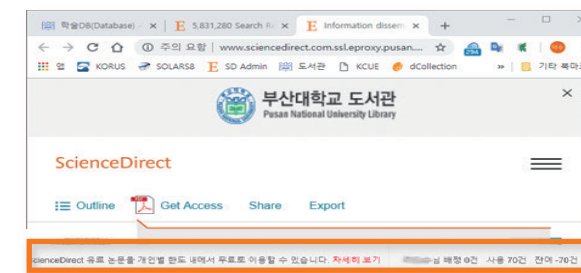 학술DB(Database) - × E 5,831,280 Search R × E Information dissem × +
주의 요함 | www.sciencedirect.com.ssl.eproxy.pusan....
앱 KORUS SOLARS8 E SD Admin 도서관 KCUE dCollection » 기타 북마
부산대학교 도서관 ×
Pusan National University Library
ScienceDirect
Outline Get Access Share Export
ScienceDirect 유료 논문을 개인별 한도 내에서 무료로 이용할 수 있습니다. 자세히 보기 님 배정 0건 사용 70건 잔여 -70건